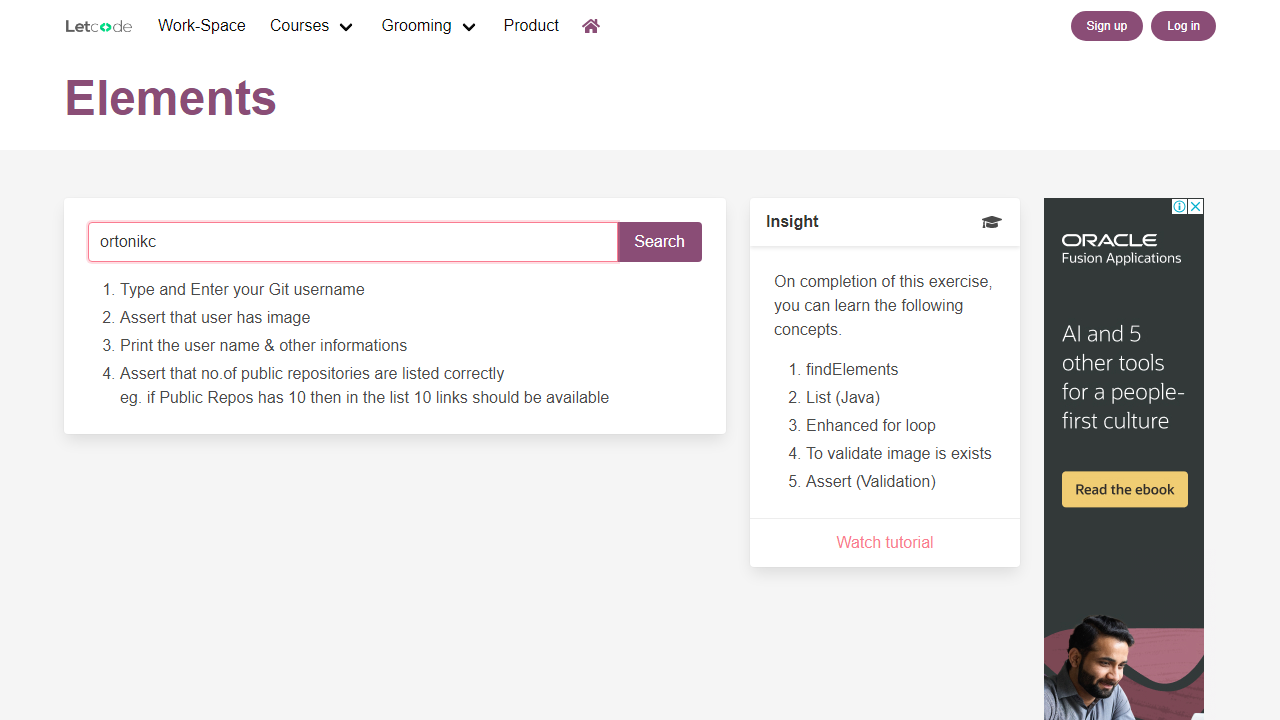 Letcode Work-Space Courses Grooming Product Sign up Log in
Elements
ortonikc Search
1. Type and Enter your Git username
2. Assert that user has image
3. Print the user name & other informations
4. Assert that no.of public repositories are listed correctly
eg. if Public Repos has 10 then in the list 10 links should be available
Insight
On completion of this exercise,
you can learn the following
concepts.
1. findElements
2. List (Java)
3. Enhanced for loop
4. To validate image is exists
5. Assert (Validation)
Watch tutorial
ORACLE
Fusion Applications
AI and 5
other tools
for a people-
first culture
Read the ebook